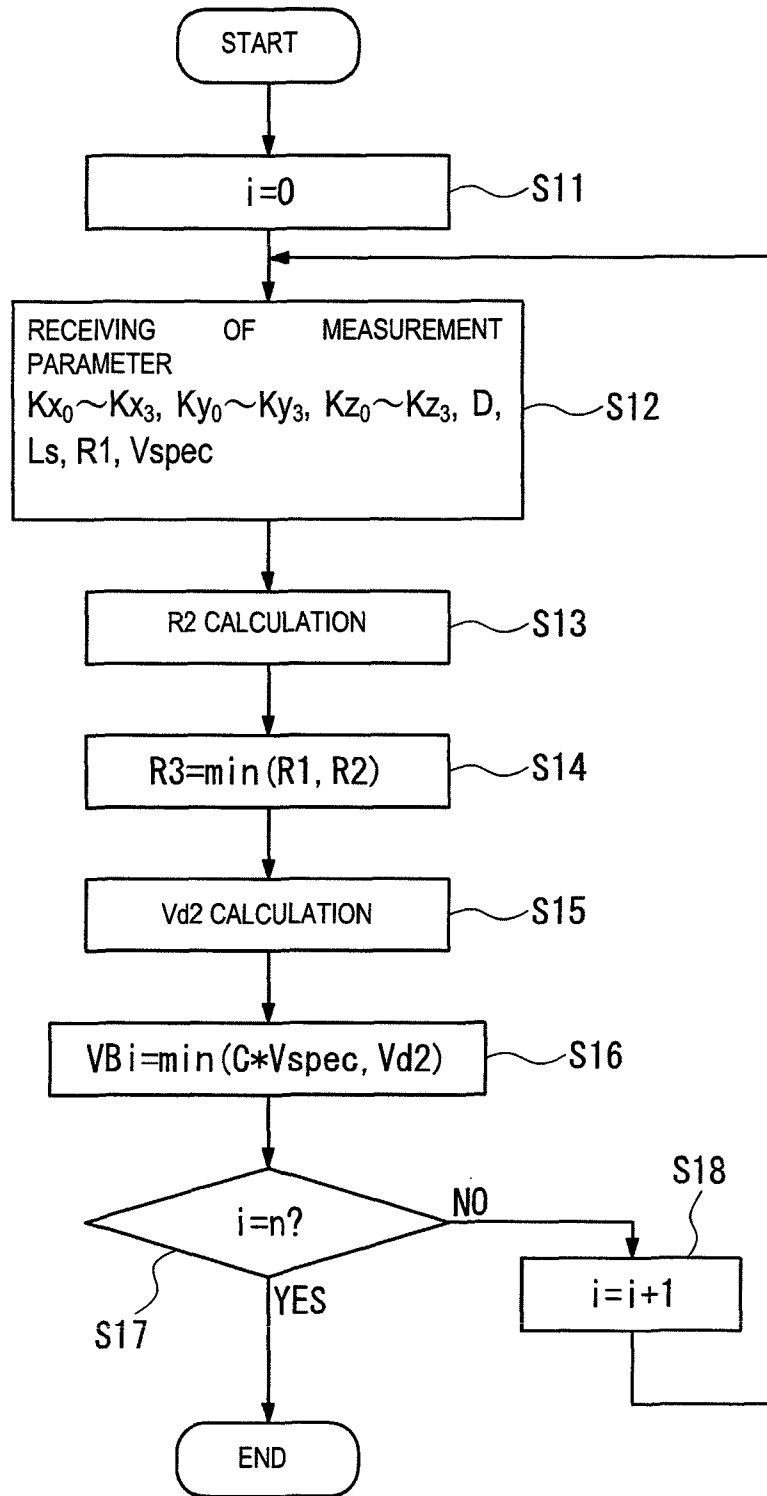 START
i=0
S11
RECEIVING OF MEASUREMENT
PARAMETER
Kx₀～Kx₃, Ky₀～Ky₃, Kz₀～Kz₃, D,
Ls, R1, Vspec
S12
R2 CALCULATION
S13
R3=min(R1, R2)
S14
Vd2 CALCULATION
S15
VBi=min(C*Vspec, Vd2)
S16
i=n?
NO
S18
S17
YES
i=i+1
END